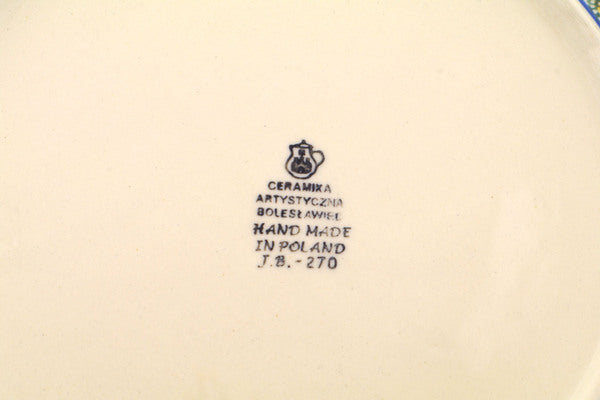 CERAMIKA
ARTYSTYCZNA
BOLESŁAWIEC
HAND MADE
IN POLAND
J.B.-270